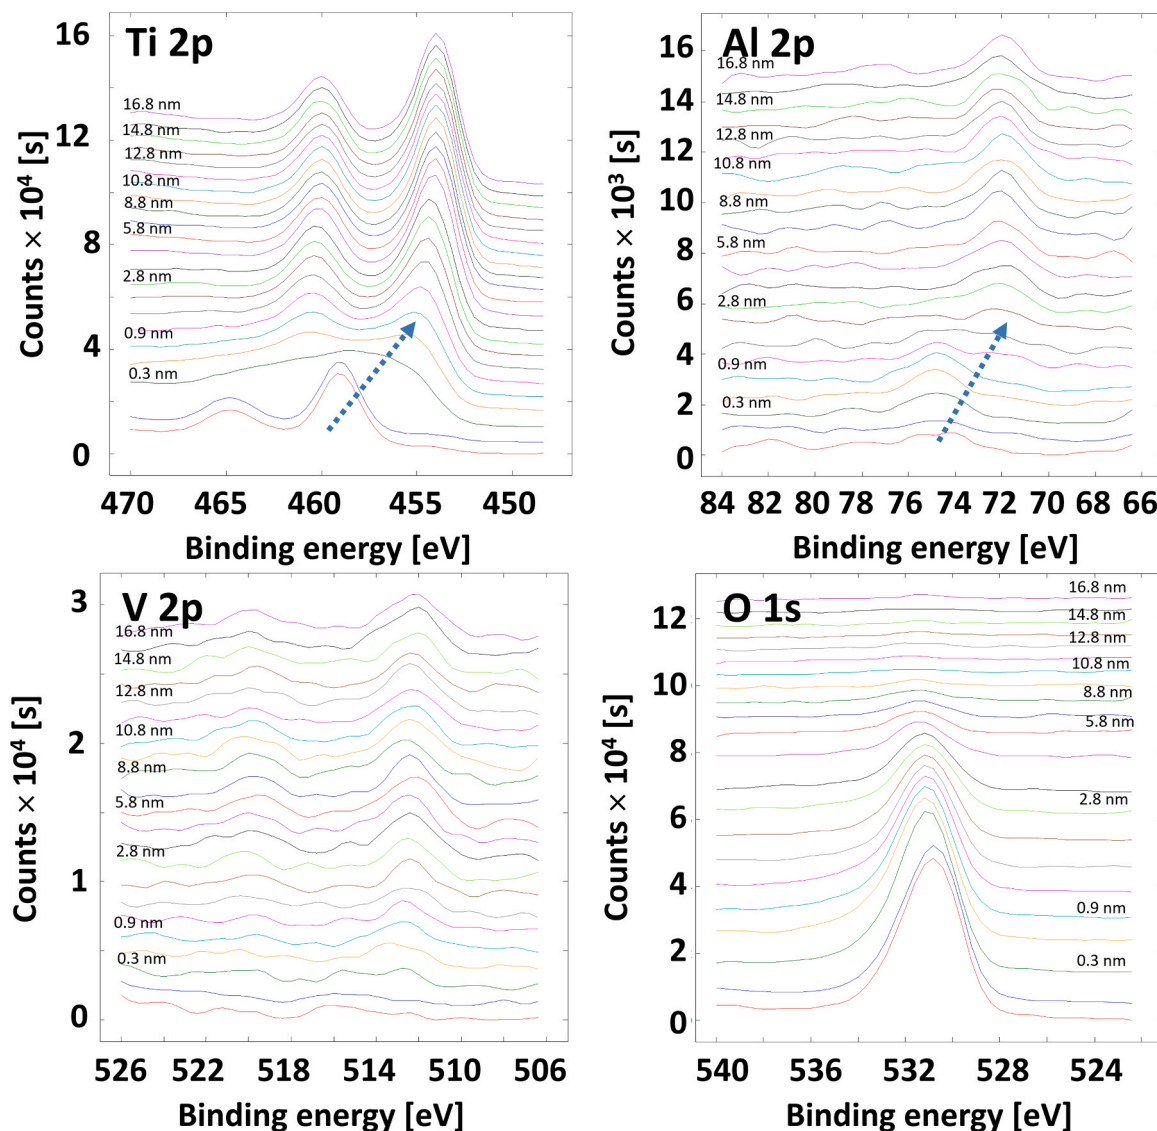 Ti 2p
16
12
8
4
0
Counts × 10⁴ [s]
16.8 nm
14.8 nm
12.8 nm
10.8 nm
8.8 nm
5.8 nm
2.8 nm
0.9 nm
0.3 nm
470 465 460 455 450
Binding energy [eV]
Al 2p
16
14
12
10
8
6
4
2
0
Counts × 10³ [s]
16.8 nm
14.8 nm
12.8 nm
10.8 nm
8.8 nm
5.8 nm
2.8 nm
0.9 nm
0.3 nm
84 82 80 78 76 74 72 70 68 66
Binding energy [eV]
V 2p
3
2
1
0
Counts × 10⁴ [s]
16.8 nm
14.8 nm
12.8 nm
10.8 nm
8.8 nm
5.8 nm
2.8 nm
0.9 nm
0.3 nm
526 522 518 514 510 506
Binding energy [eV]
O 1s
12
10
8
6
4
2
0
Counts × 10⁴ [s]
16.8 nm
14.8 nm
12.8 nm
10.8 nm
8.8 nm
5.8 nm
2.8 nm
0.9 nm
0.3 nm
540 536 532 528 524
Binding energy [eV]